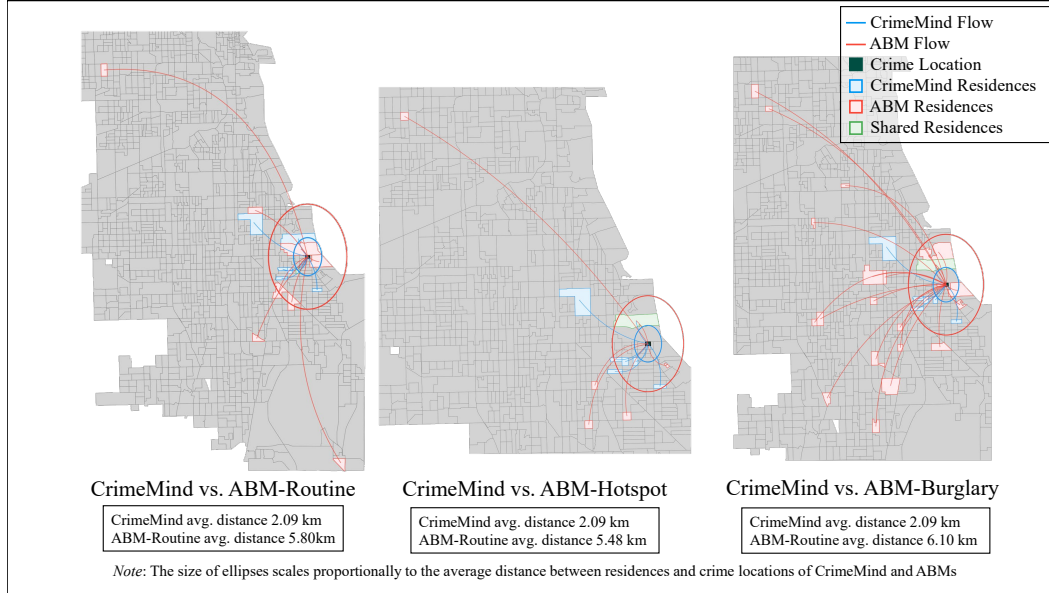 CrimeMind Flow
ABM Flow
Crime Location
CrimeMind Residences
ABM Residences
Shared Residences
CrimeMind vs. ABM-Routine
CrimeMind avg. distance 2.09 km
ABM-Routine avg. distance 5.80km
CrimeMind vs. ABM-Hotspot
CrimeMind avg. distance 2.09 km
ABM-Routine avg. distance 5.48 km
CrimeMind vs. ABM-Burglary
CrimeMind avg. distance 2.09 km
ABM-Routine avg. distance 6.10 km
Note: The size of ellipses scales proportionally to the average distance between residences and crime locations of CrimeMind and ABMs